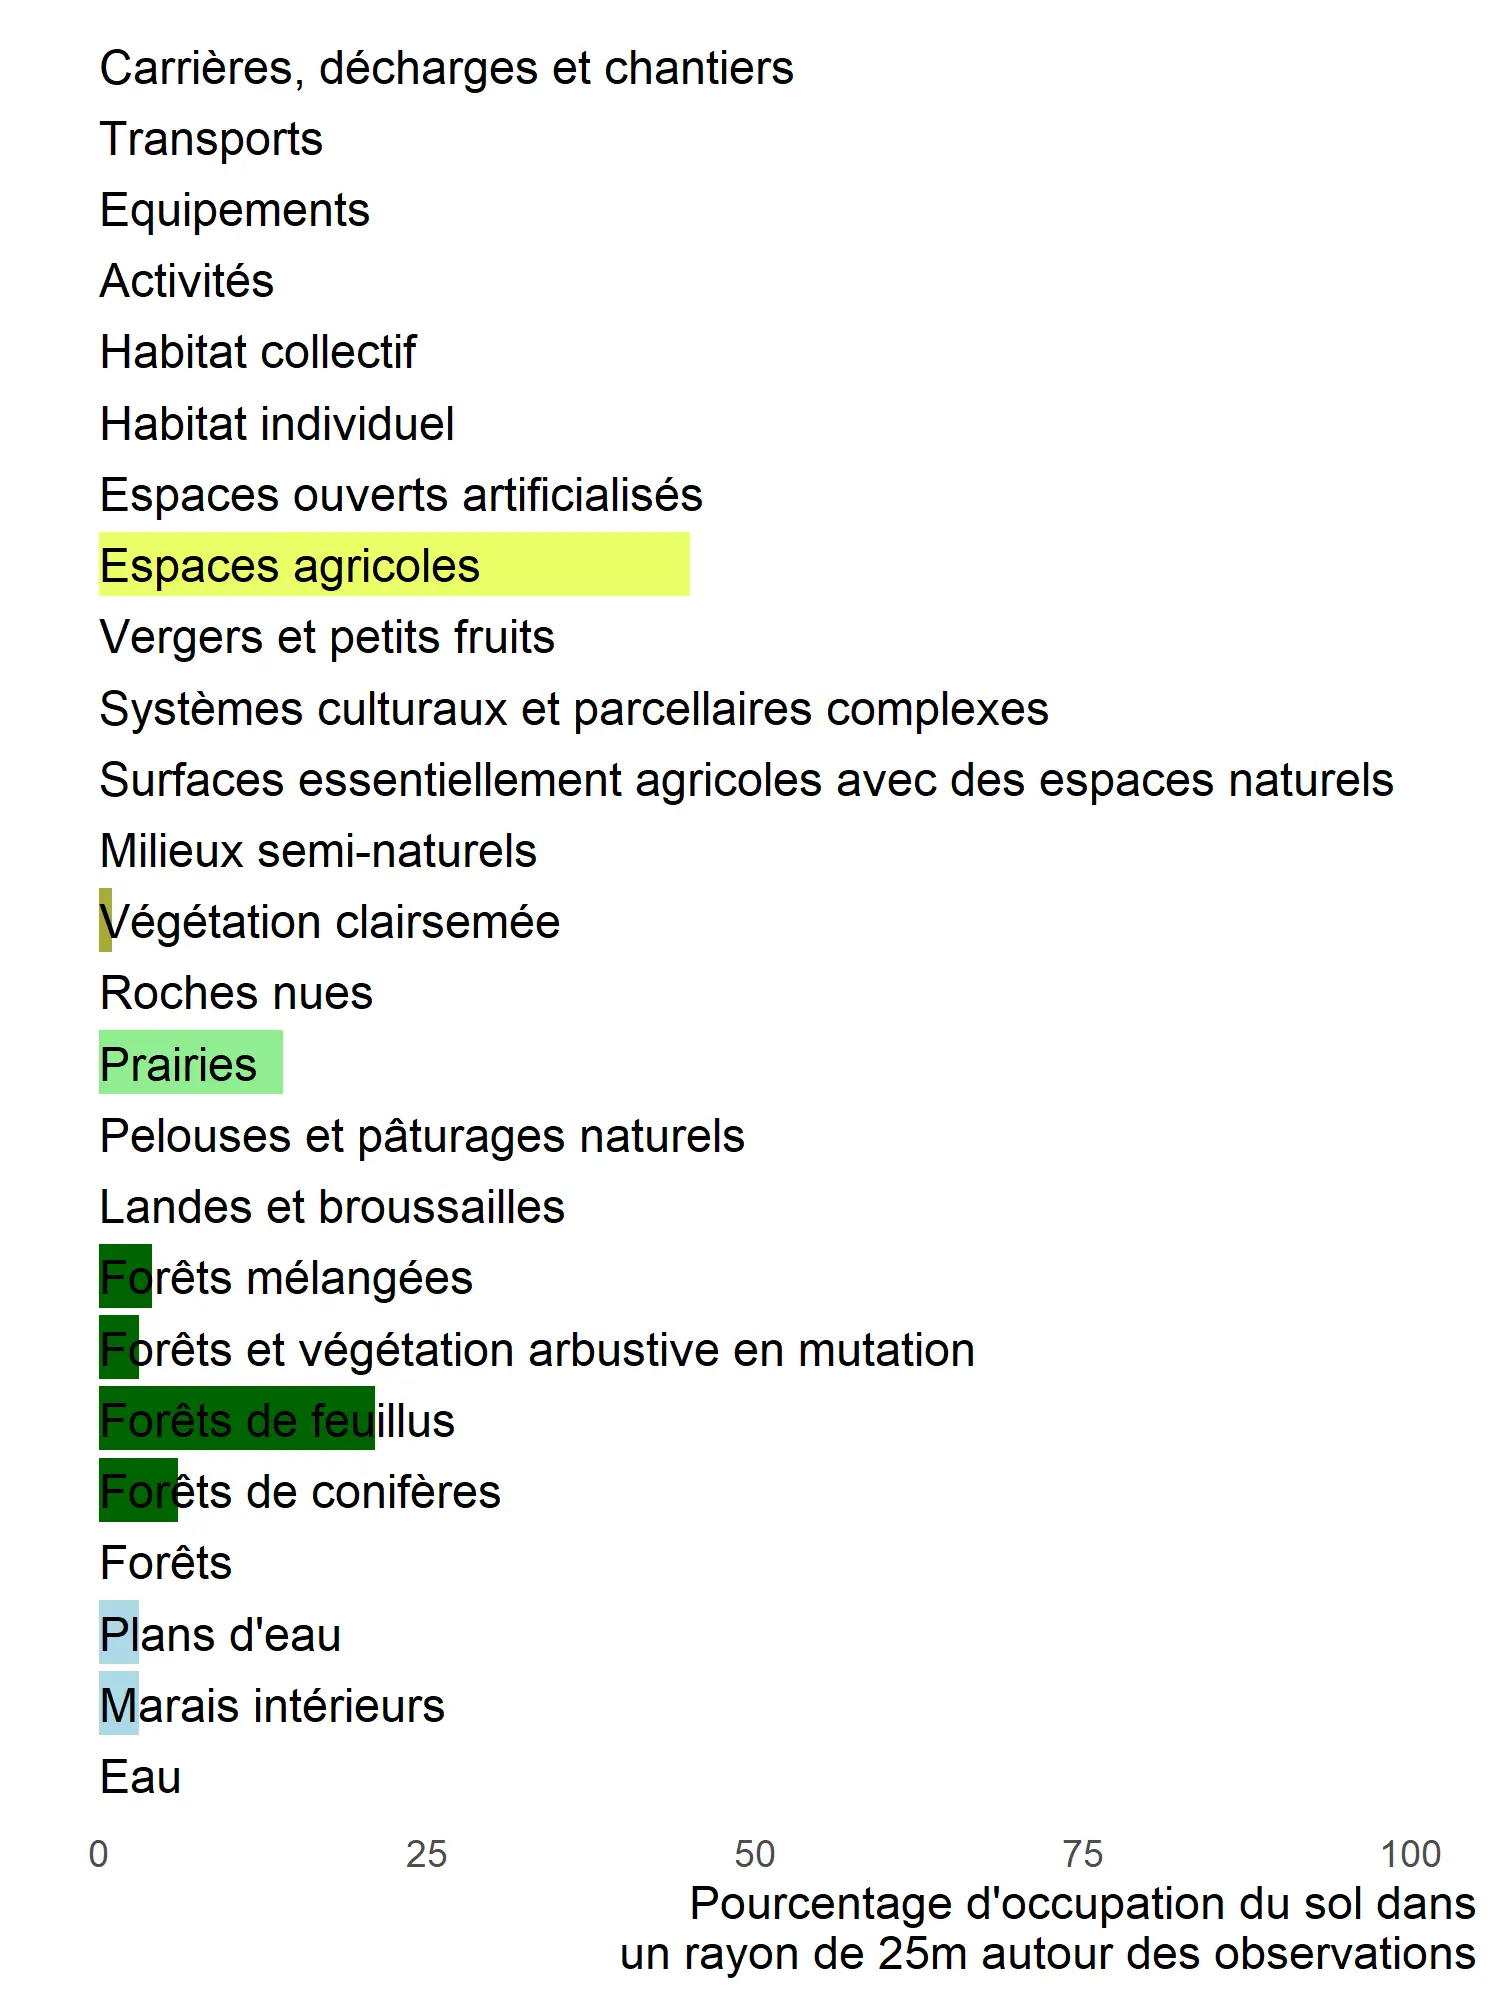 Carrières, décharges et chantiers
Transports
Equipements
Activités
Habitat collectif
Habitat individuel
Espaces ouverts artificialisés
Espaces agricoles
Vergers et petits fruits
Systèmes culturaux et parcellaires complexes
Surfaces essentiellement agricoles avec des espaces naturels
Milieux semi-naturels
Végétation clairsemée
Roches nues
Prairies
Pelouses et pâturages naturels
Landes et broussailles
Forêts mélangées
Forêts et végétation arbustive en mutation
Forêts de feuillus
Forêts de conifères
Forêts
Plans d'eau
Marais intérieurs
Eau
0 25 50 75 100
Pourcentage d'occupation du sol dans
un rayon de 25m autour des observations